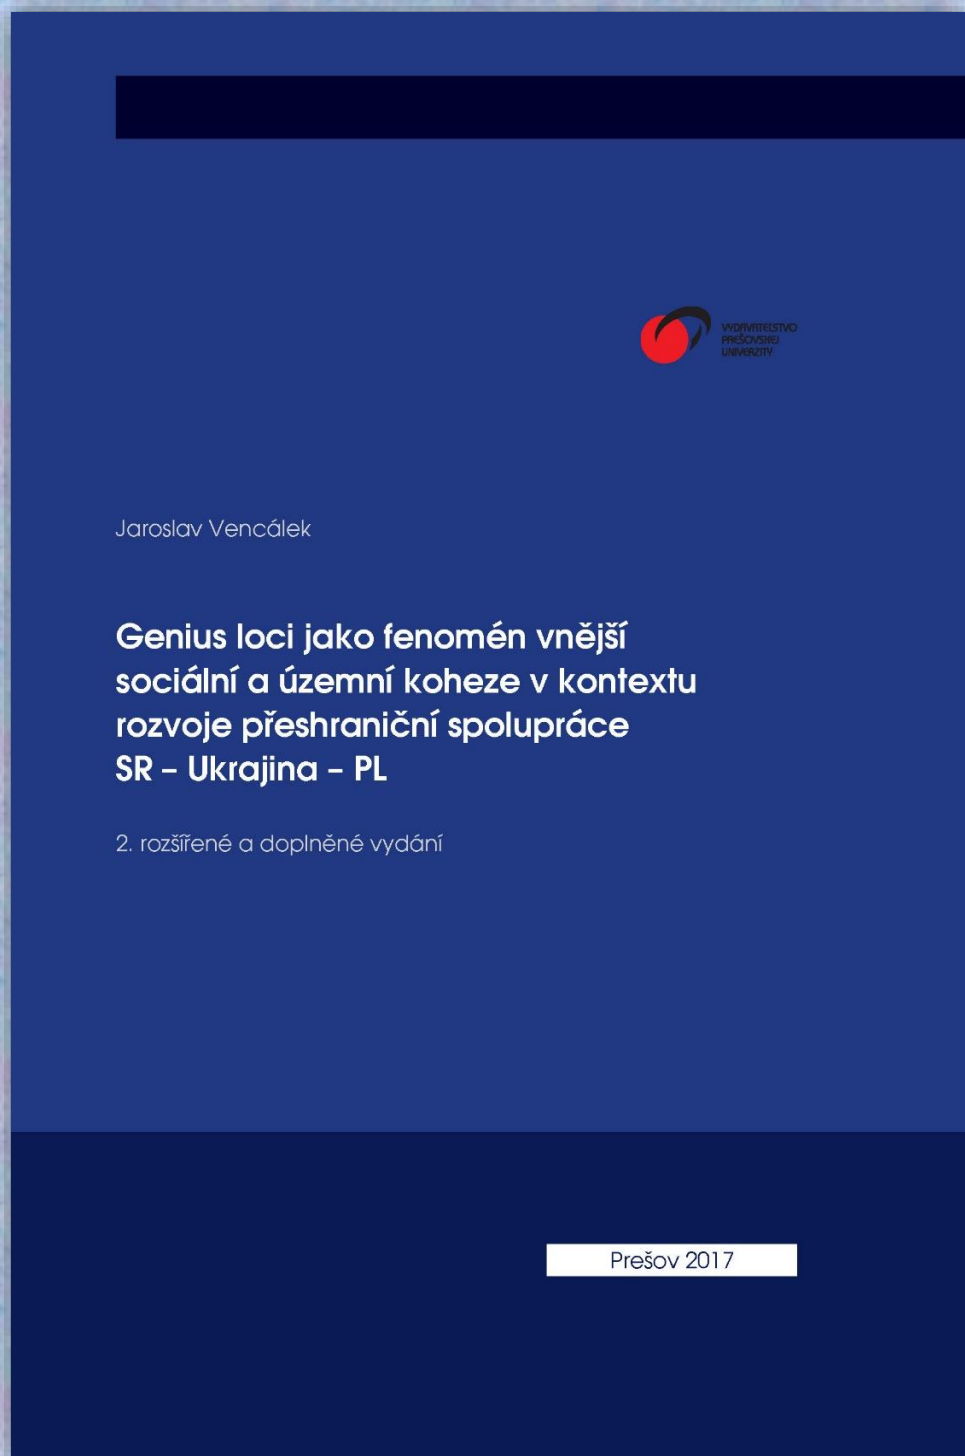 VYDAVATEĽSTVO
PREŠOVSKEJ
UNIVERZITY
Jaroslav Vencálek
Genius loci jako fenomén vnější
sociální a územní koheze v kontextu
rozvoje přeshraniční spolupráce
SR – Ukrajina – PL
2. rozšířené a doplněné vydání
Prešov 2017